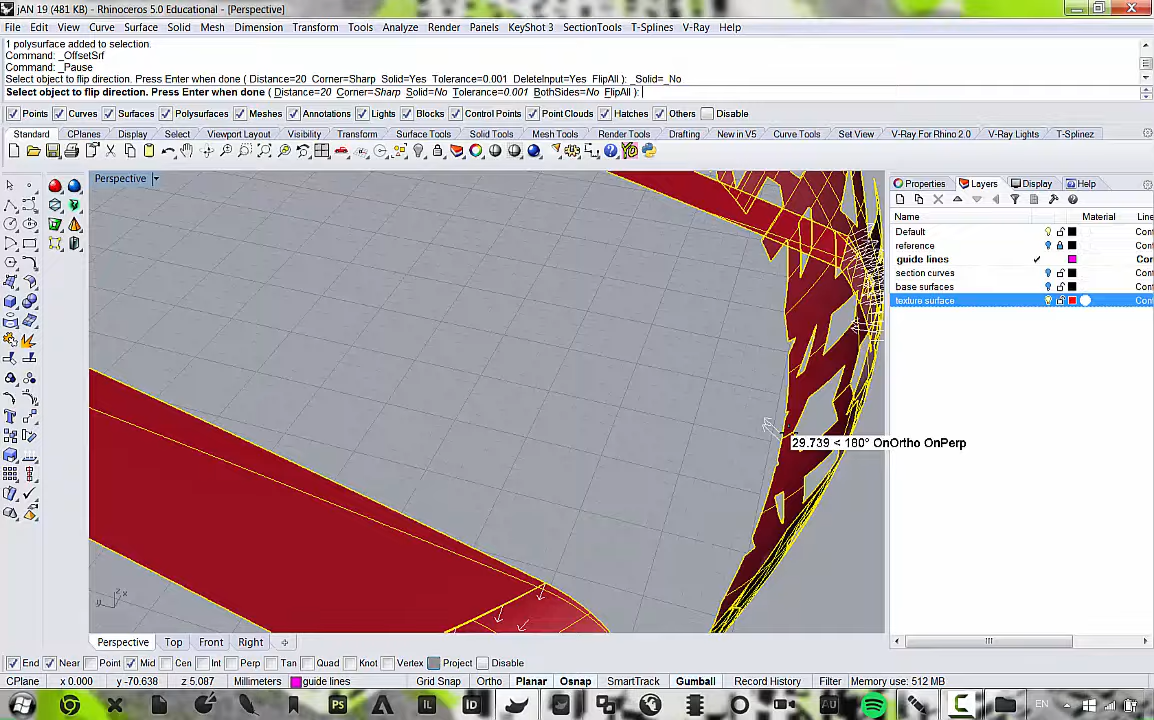 jAN 19 (481 KB) - Rhinoceros 5.0 Educational - [Perspective]
File Edit View Curve Surface Solid Mesh Dimension Transform Tools Analyze Render Panels KeyShot 3 SectionTools T-Splines V-Ray Help
1 polysurface added to selection.
Command: _OffsetSrf
Command: _Pause
Select object to flip direction. Press Enter when done ( Distance=20 Corner=Sharp Solid=Yes Tolerance=0.001 DeleteInput=Yes FlipAll ): _Solid=_No
Select object to flip direction. Press Enter when done ( Distance=20 Corner=Sharp Solid=No Tolerance=0.001 BothSides=No FlipAll ):
Points Curves Surfaces Polysurfaces Meshes Annotations Lights Blocks Control Points Point Clouds Hatches Others Disable
Standard CPlanes Display Select Viewport Layout Visibility Transform Surface Tools Solid Tools Mesh Tools Render Tools Drafting New in V5 Curve Tools Set View V-Ray For Rhino 2.0 V-Ray Lights T-Splinez
Perspective
Properties Layers Display Help
Name Material Line
Default Cont
reference Cont
guide lines Con
section curves Cont
base surfaces Cont
texture surface Cont
29.739 < 180° OnOrtho OnPerp
z x
y
Perspective Top Front Right
End Near Point Mid Cen Int Perp Tan Quad Knot Vertex Project Disable
CPlane x 0.000 y -70.638 z 5.087 Millimeters guide lines Grid Snap Ortho Planar Osnap SmartTrack Gumball Record History Filter Memory use: 512 MB
PS IL ID AU EN